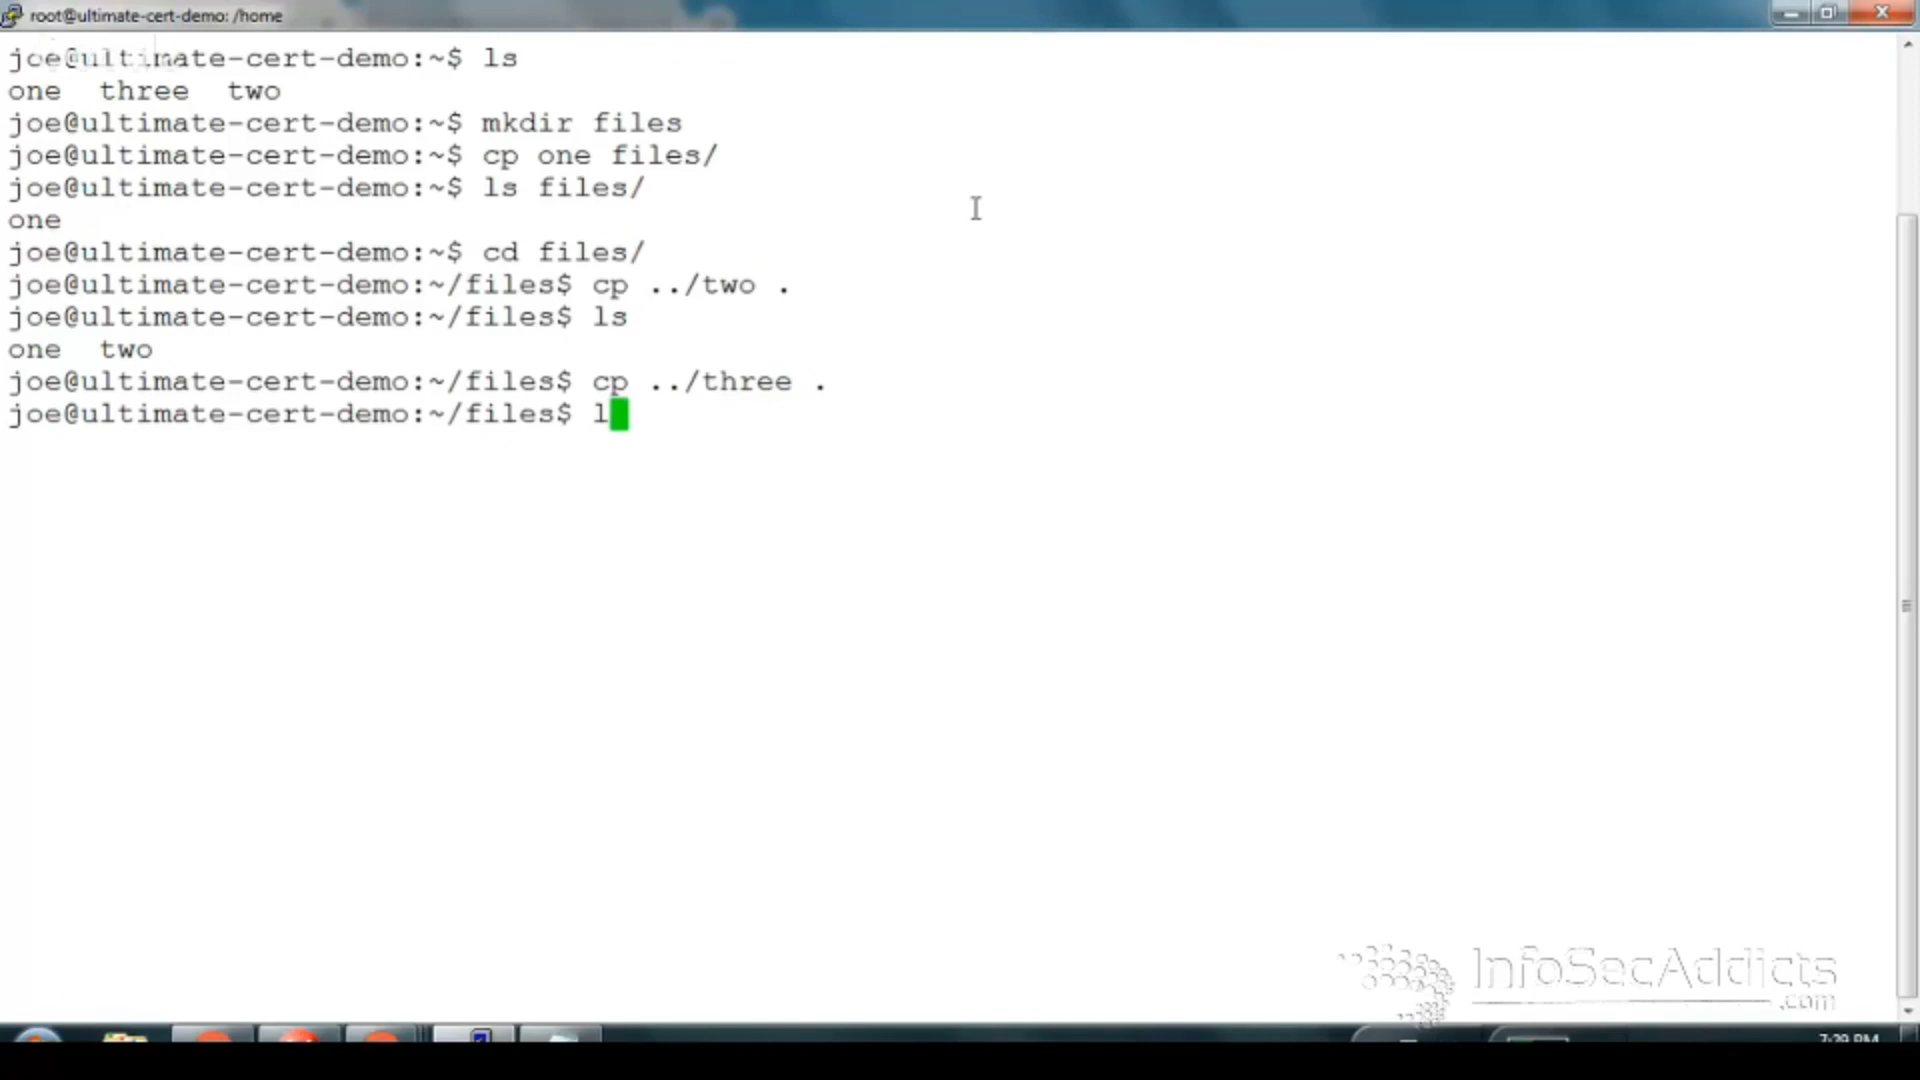 root@ultimate-cert-demo: /home
joe@ultimate-cert-demo:~$ ls
one  three  two
joe@ultimate-cert-demo:~$ mkdir files
joe@ultimate-cert-demo:~$ cp one files/
joe@ultimate-cert-demo:~$ ls files/
one
joe@ultimate-cert-demo:~$ cd files/
joe@ultimate-cert-demo:~/files$ cp ../two .
joe@ultimate-cert-demo:~/files$ ls
one  two
joe@ultimate-cert-demo:~/files$ cp ../three .
joe@ultimate-cert-demo:~/files$ l
InfoSecAddicts
.com
7:29 PM